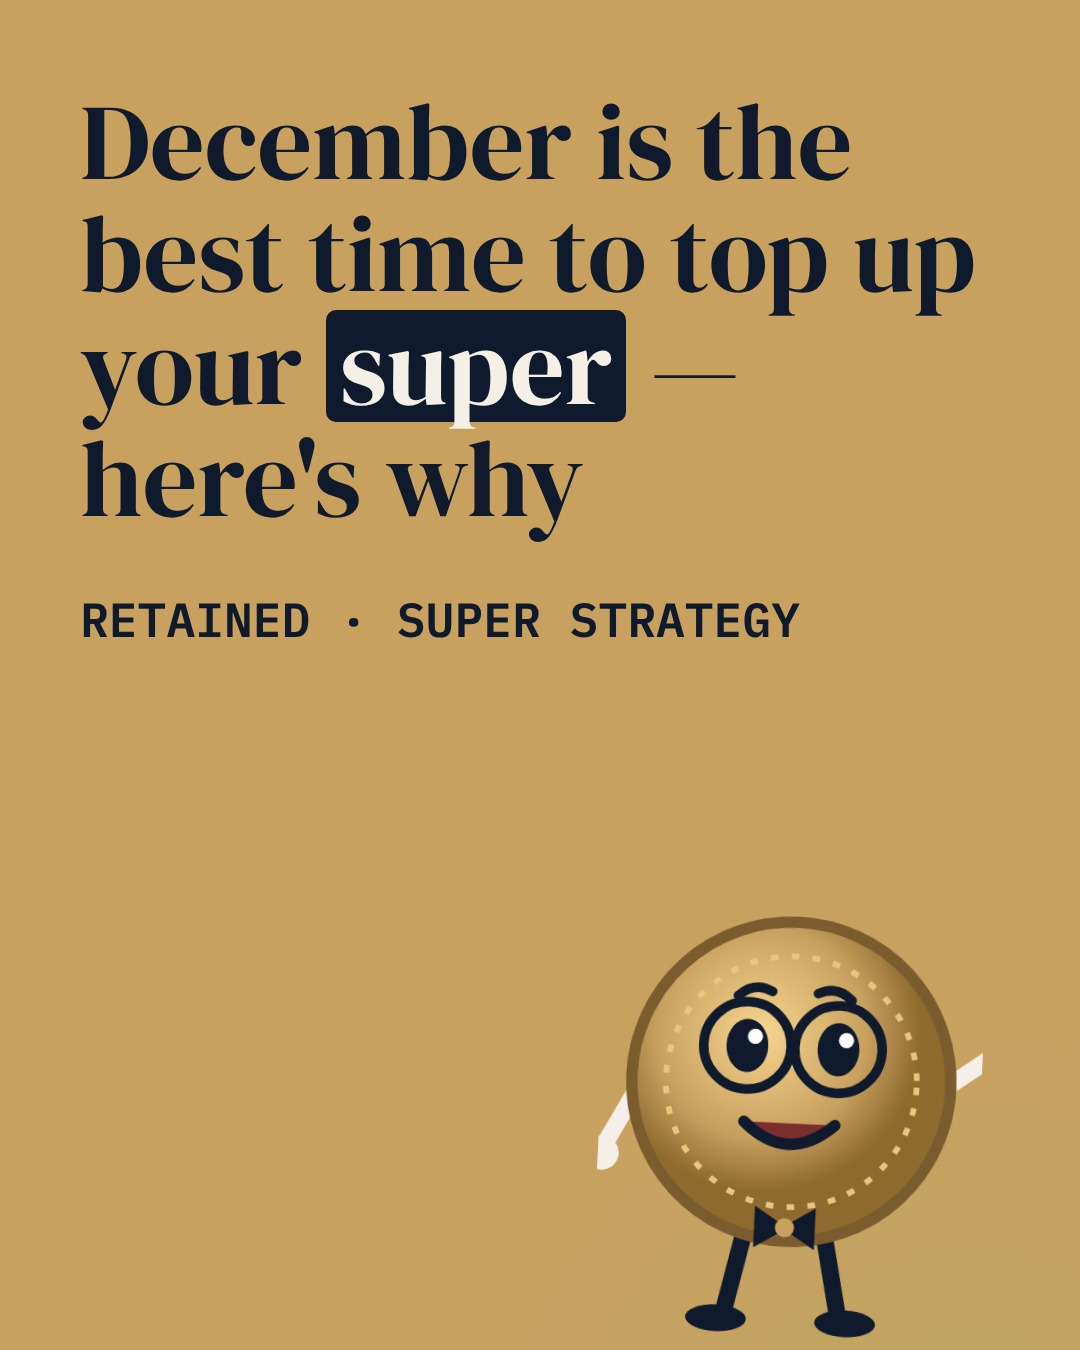 December is the
best time to top up
your super —
here's why
RETAINED · SUPER STRATEGY